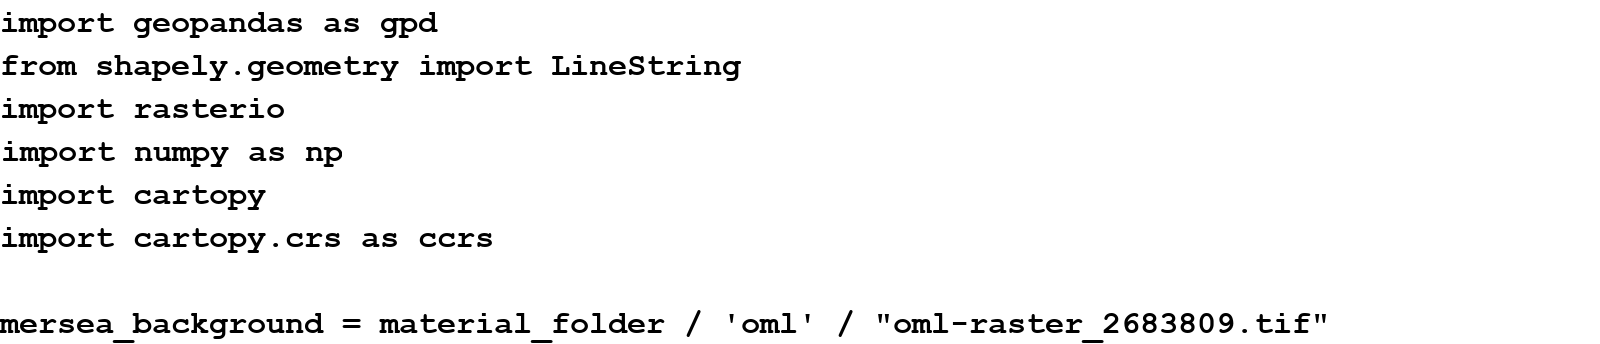 import geopandas as gpd
from shapely.geometry import LineString
import rasterio
import numpy as np
import cartopy
import cartopy.crs as ccrs
mersea_background = material_folder / 'oml' / "oml-raster_2683809.tif"